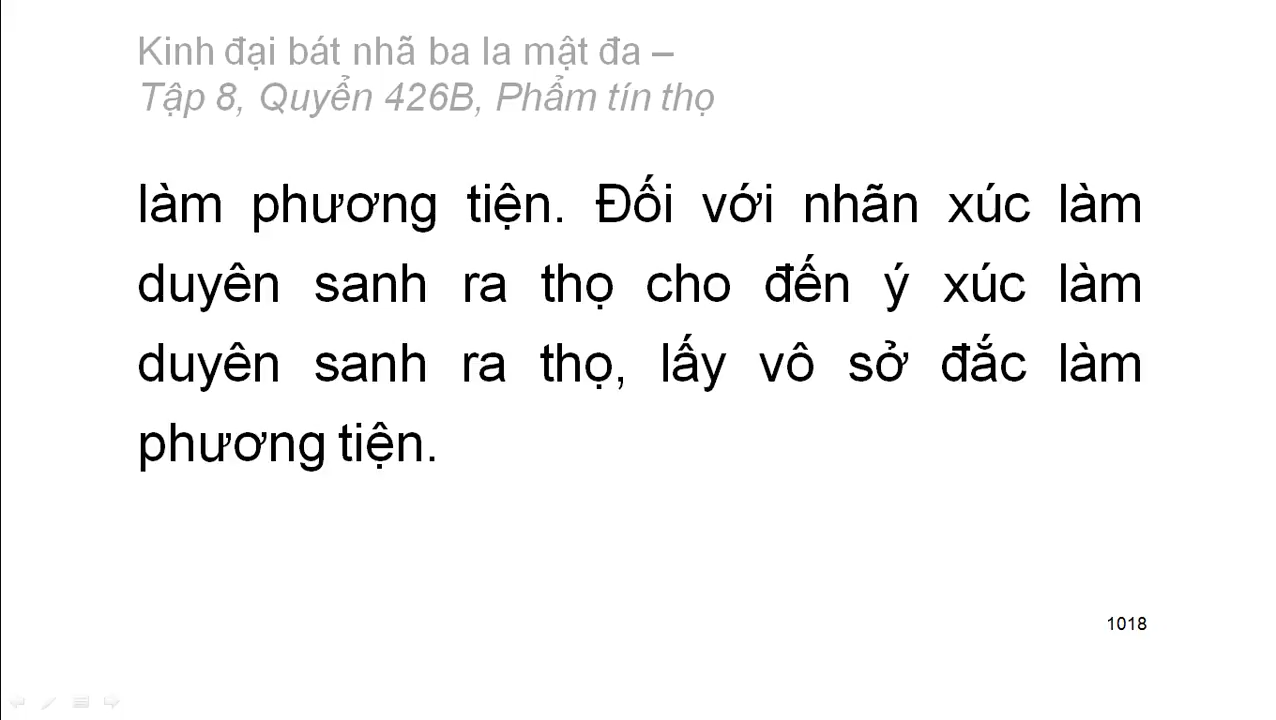 Kinh đại bát nhã ba la mật đa –
Tập 8, Quyển 426B, Phẩm tín thọ
làm phương tiện. Đối với nhãn xúc làm
duyên sanh ra thọ cho đến ý xúc làm
duyên sanh ra thọ, lấy vô sở đắc làm
phương tiện.
1018